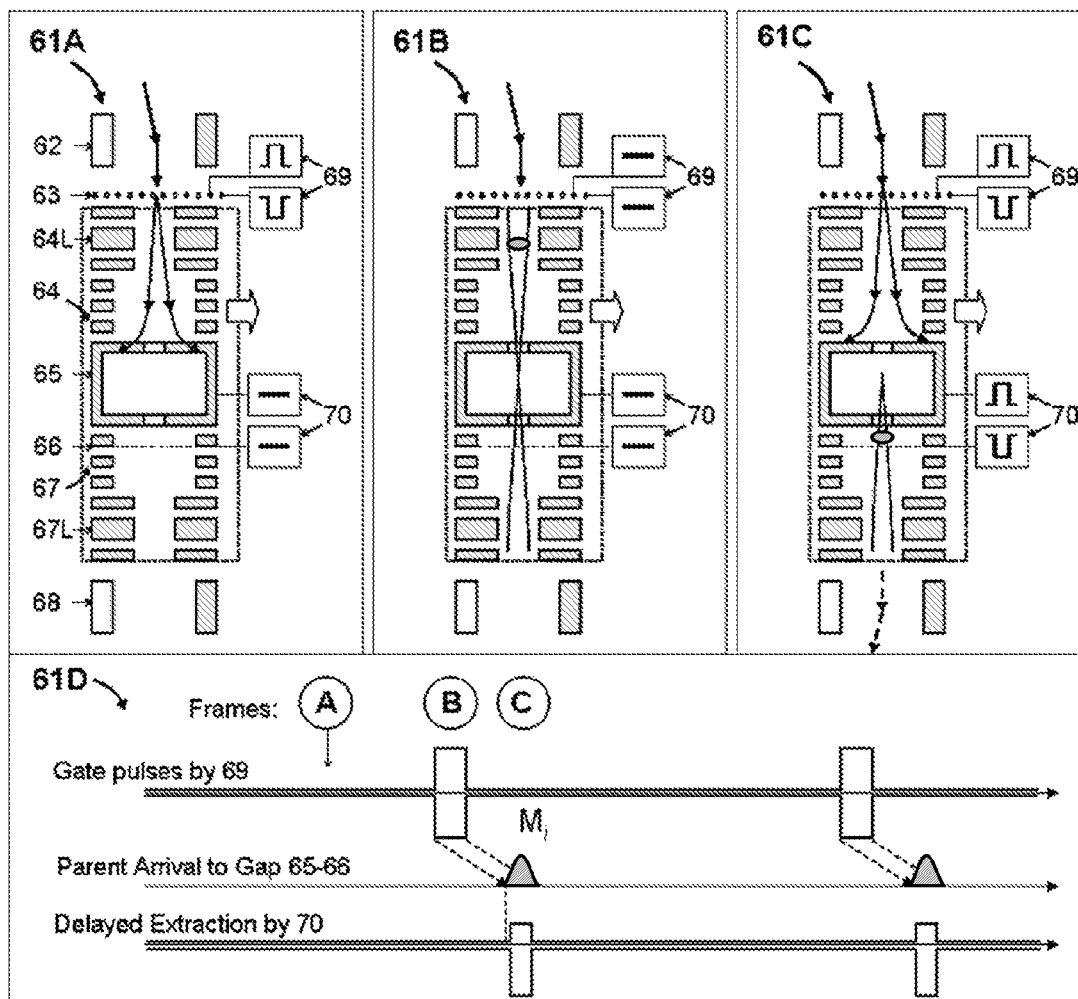 61A
61B
61C
62
63
64L
64
65
66
67
67L
68
69
70
69
70
69
70
61D
Frames: A B C
Gate pulses by 69
Mj
Parent Arrival to Gap 65-66
Delayed Extraction by 70